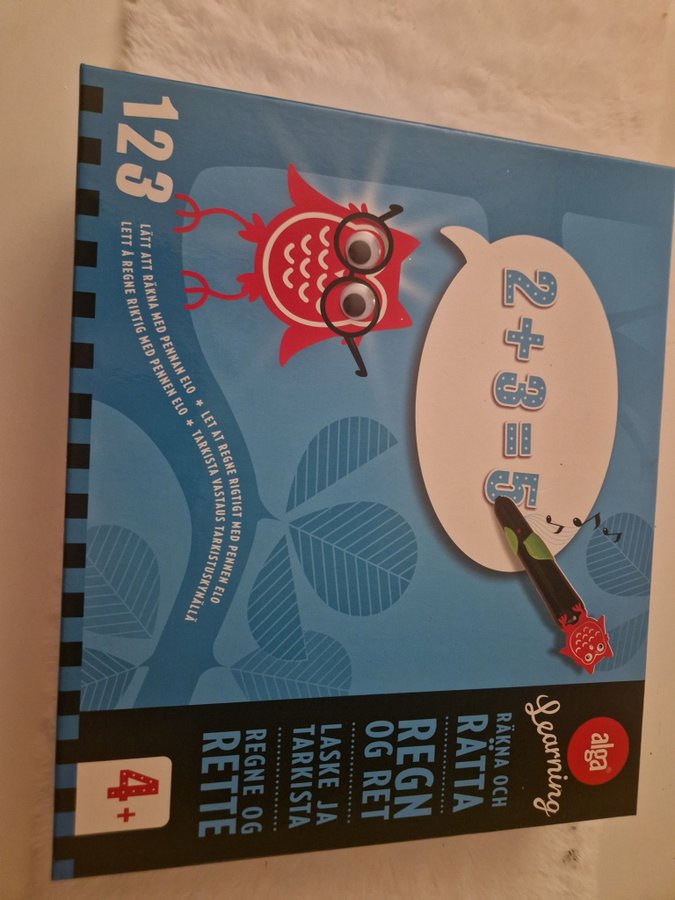 alga
Learning
RÄKNA OCH
RÄTTA
REGN
OG RET
LASKE JA
TARKISTA
REGNE OG
RETTE
4+
2+3=5
123
LÄTT ATT RÄKNA MED PENNAN ELO * LET AT REGNE RIGTIGT MED PENNEN ELO
LETT Å REGNE RIKTIG MED PENNEN ELO * TARKISTA VASTAUS TARKISTUSKYNÄLLÄ